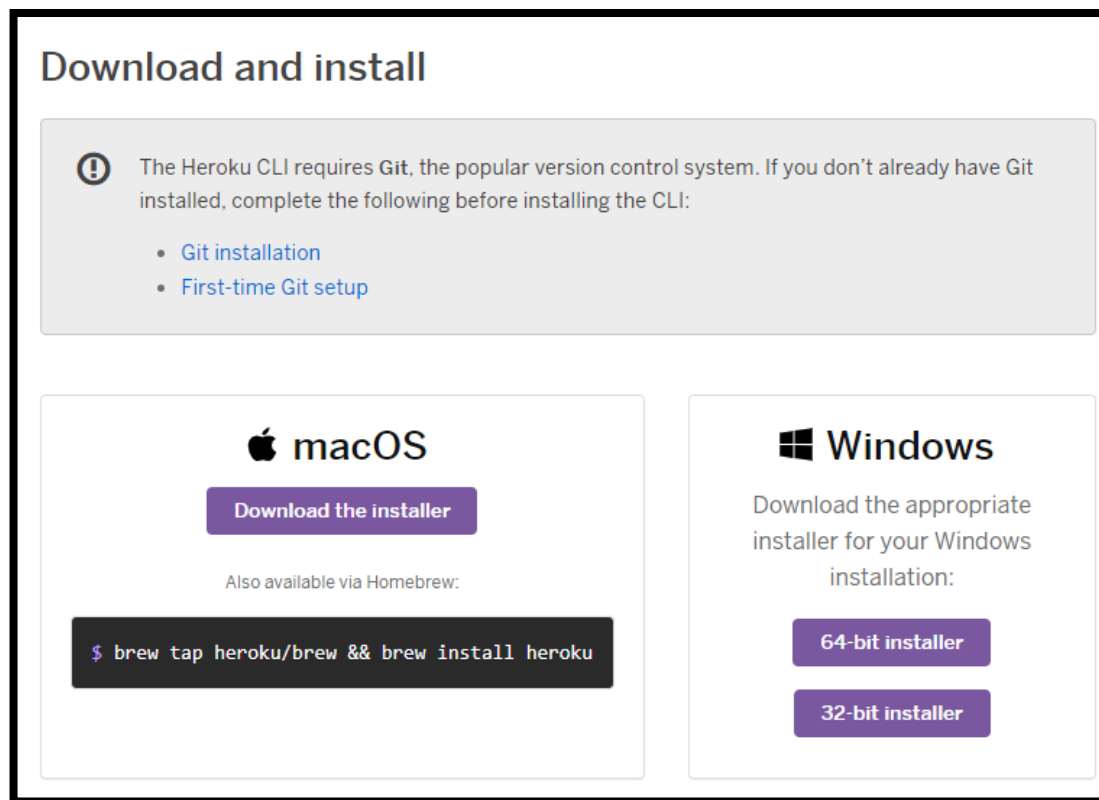 Download and install
The Heroku CLI requires Git, the popular version control system. If you don't already have Git
installed, complete the following before installing the CLI:
• Git installation
• First-time Git setup
macOS
Download the installer
Also available via Homebrew:
$ brew tap heroku/brew && brew install heroku
Windows
Download the appropriate
installer for your Windows
installation:
64-bit installer
32-bit installer